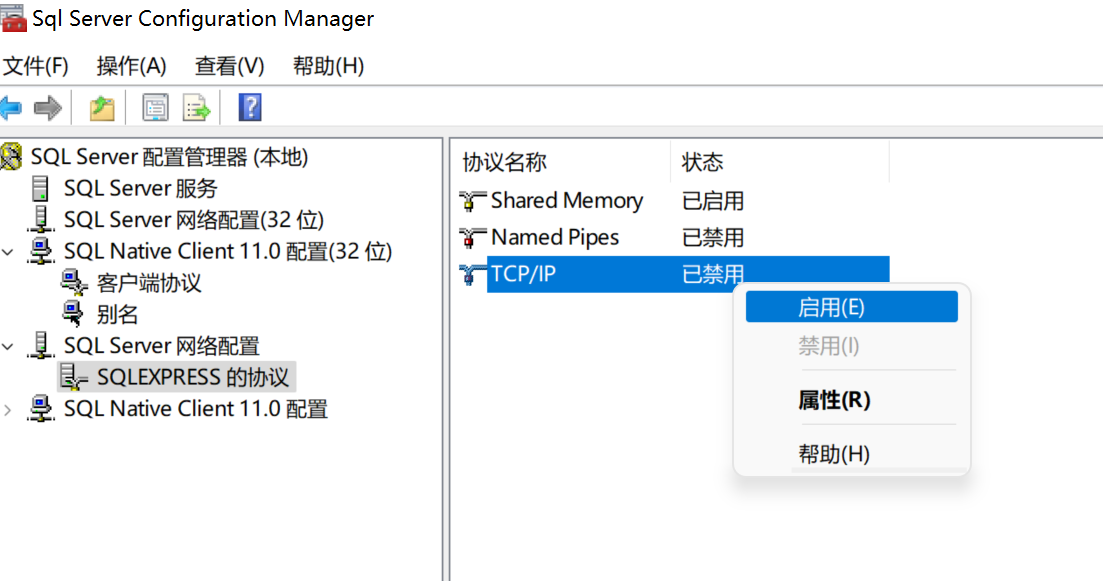 Sql Server Configuration Manager
文件(F) 操作(A) 查看(V) 帮助(H)
SQL Server 配置管理器 (本地)
SQL Server 服务
SQL Server 网络配置(32 位)
SQL Native Client 11.0 配置(32 位)
客户端协议
别名
SQL Server 网络配置
SQLEXPRESS 的协议
SQL Native Client 11.0 配置
协议名称 状态
Shared Memory 已启用
Named Pipes 已禁用
TCP/IP 已禁用
启用(E)
禁用(I)
属性(R)
帮助(H)